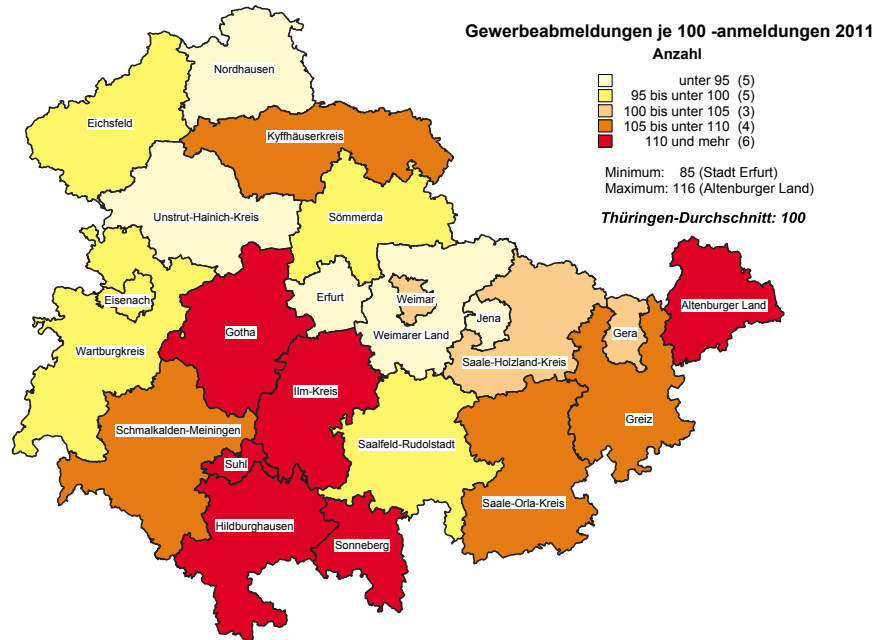 Gewerbeabmeldungen je 100 -anmeldungen 2011
Anzahl
unter 95 (5)
95 bis unter 100 (5)
100 bis unter 105 (3)
105 bis unter 110 (4)
110 und mehr (6)
Minimum: 85 (Stadt Erfurt)
Maximum: 116 (Altenburger Land)
Thüringen-Durchschnitt: 100
Nordhausen
Eichsfeld
Kyffhäuserkreis
Unstrut-Hainich-Kreis
Sömmerda
Eisenach
Erfurt
Weimar
Jena
Altenburger Land
Gotha
Weimarer Land
Gera
Wartburgkreis
Saale-Holzland-Kreis
Ilm-Kreis
Greiz
Schmalkalden-Meiningen
Saalfeld-Rudolstadt
Suhl
Saale-Orla-Kreis
Hildburghausen
Sonneberg